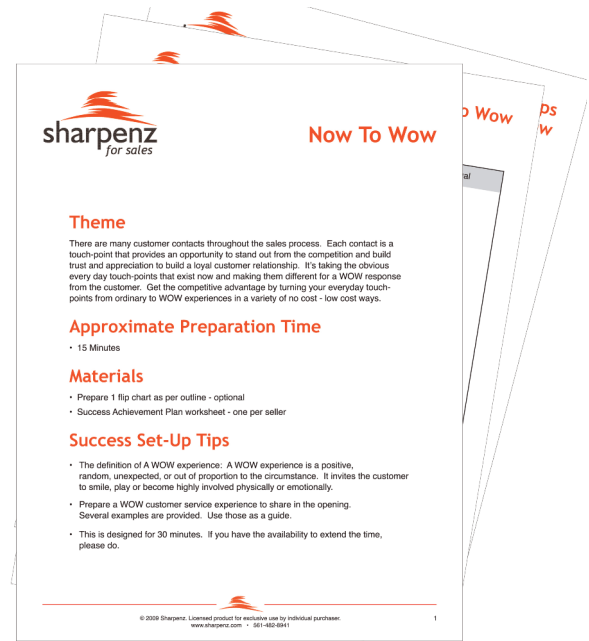 sharpenz
for sales
Now To Wow
Theme
There are many customer contacts throughout the sales process. Each contact is a
touch-point that provides an opportunity to stand out from the competition and build
trust and appreciation to build a loyal customer relationship. It's taking the obvious
every day touch-points that exist now and making them different for a WOW response
from the customer. Get the competitive advantage by turning your everyday touch-
points from ordinary to WOW experiences in a variety of no cost - low cost ways.
Approximate Preparation Time
• 15 Minutes
Materials
• Prepare 1 flip chart as per outline - optional
• Success Achievement Plan worksheet - one per seller
Success Set-Up Tips
• The definition of A WOW experience: A WOW experience is a positive,
random, unexpected, or out of proportion to the circumstance. It invites the customer
to smile, play or become highly involved physically or emotionally.
• Prepare a WOW customer service experience to share in the opening.
Several examples are provided. Use those as a guide.
• This is designed for 30 minutes. If you have the availability to extend the time,
please do.
© 2009 Sharpenz. Licensed product for exclusive use by individual purchaser.
www.sharpenz.com • 561-482-8941
1
o Wow
al
ps
w